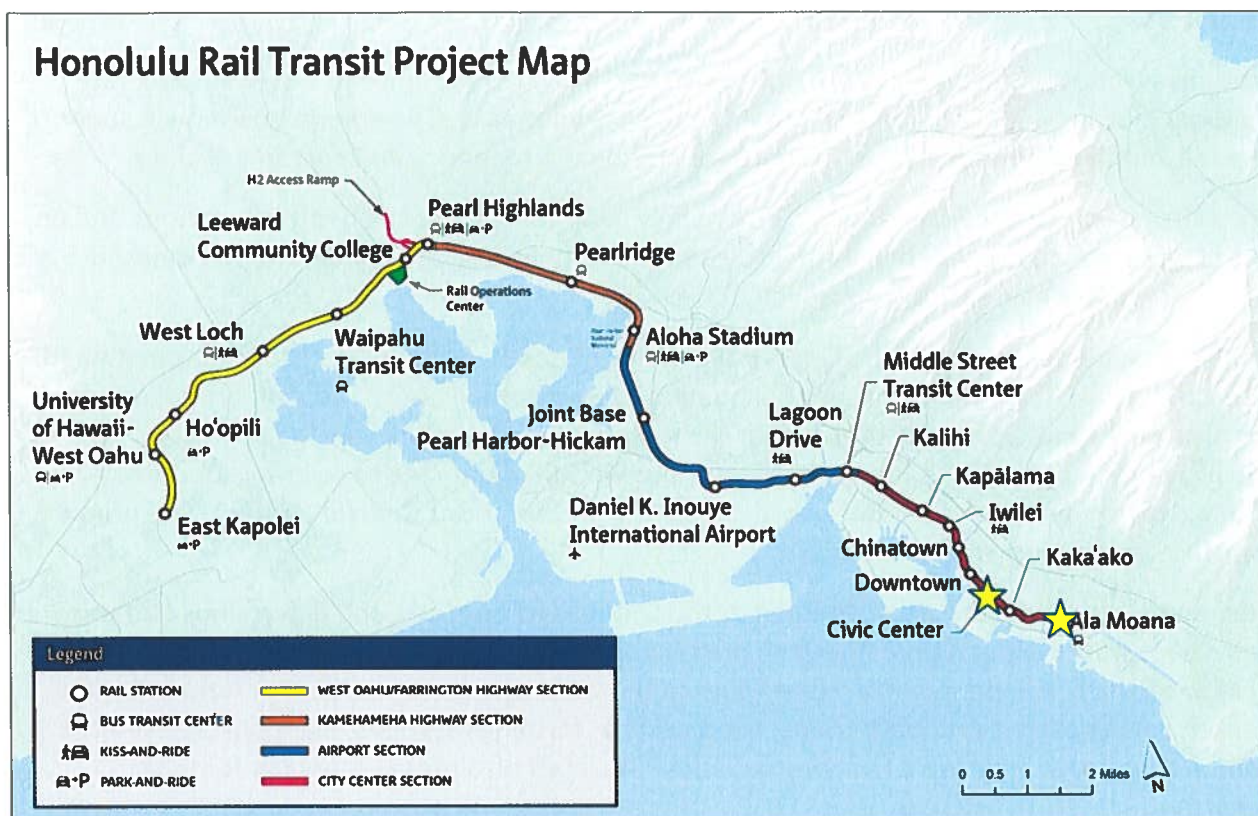 Honolulu Rail Transit Project Map
H2 Access Ramp
Pearl Highlands
Leeward
Community College
Pearlridge
Rail Operations
Center
West Loch
Waipahu
Transit Center
Aloha Stadium
Middle Street
Transit Center
University
of Hawaii-
West Oahu
Hoʻopili
Joint Base
Pearl Harbor-Hickam
Lagoon
Drive
Kalihi
Kapālama
East Kapolei
Daniel K. Inouye
International Airport
Iwilei
Chinatown
Kakaʻako
Downtown
Civic Center
Ala Moana
Legend
RAIL STATION
WEST OAHU/FARRINGTON HIGHWAY SECTION
BUS TRANSIT CENTER
KAMEHAMEHA HIGHWAY SECTION
KISS-AND-RIDE
AIRPORT SECTION
P PARK-AND-RIDE
CITY CENTER SECTION
0 0.5 1 2 Miles
N